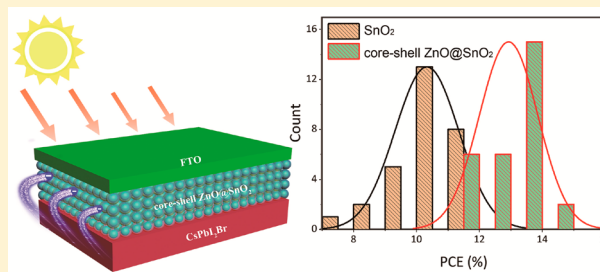 FTO
core-shell ZnO@SnO₂
CsPbI₂Br
SnO₂
core-shell ZnO@SnO₂
Count
16
12
8
4
0
8
10
12
14
PCE (%)